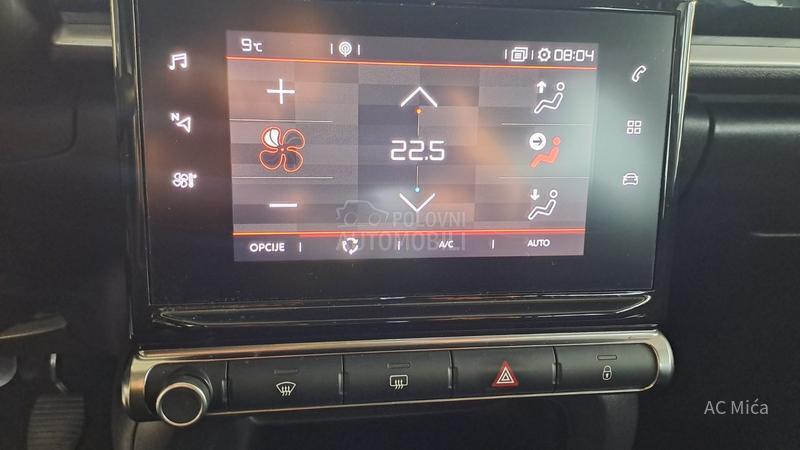 9°C
08:04
N
22.5
POLOVNI
AUTOMOBILI
OPCIJE
A/C
AUTO
AC Mića